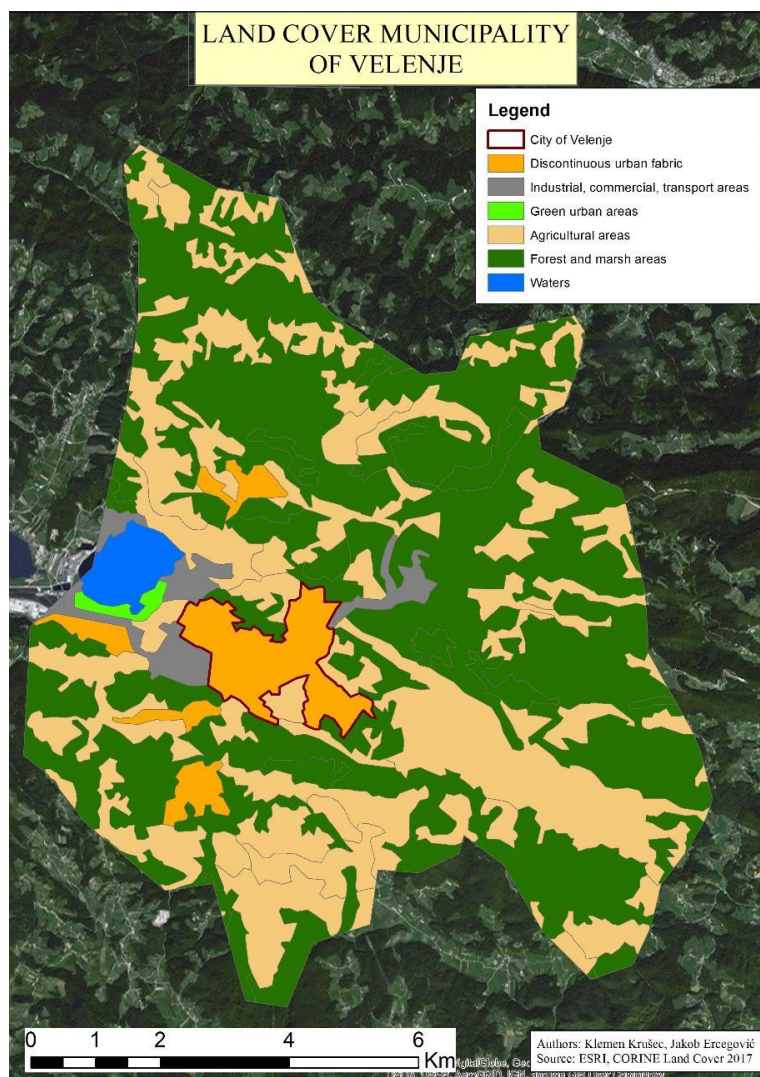 LAND COVER MUNICIPALITY
OF VELENJE
Legend
City of Velenje
Discontinuous urban fabric
Industrial, commercial, transport areas
Green urban areas
Agricultural areas
Forest and marsh areas
Waters
0 1 2 4 6
Km
Authors: Klemen Krušec, Jakob Ercegović
Source: ESRI, CORINE Land Cover 2017